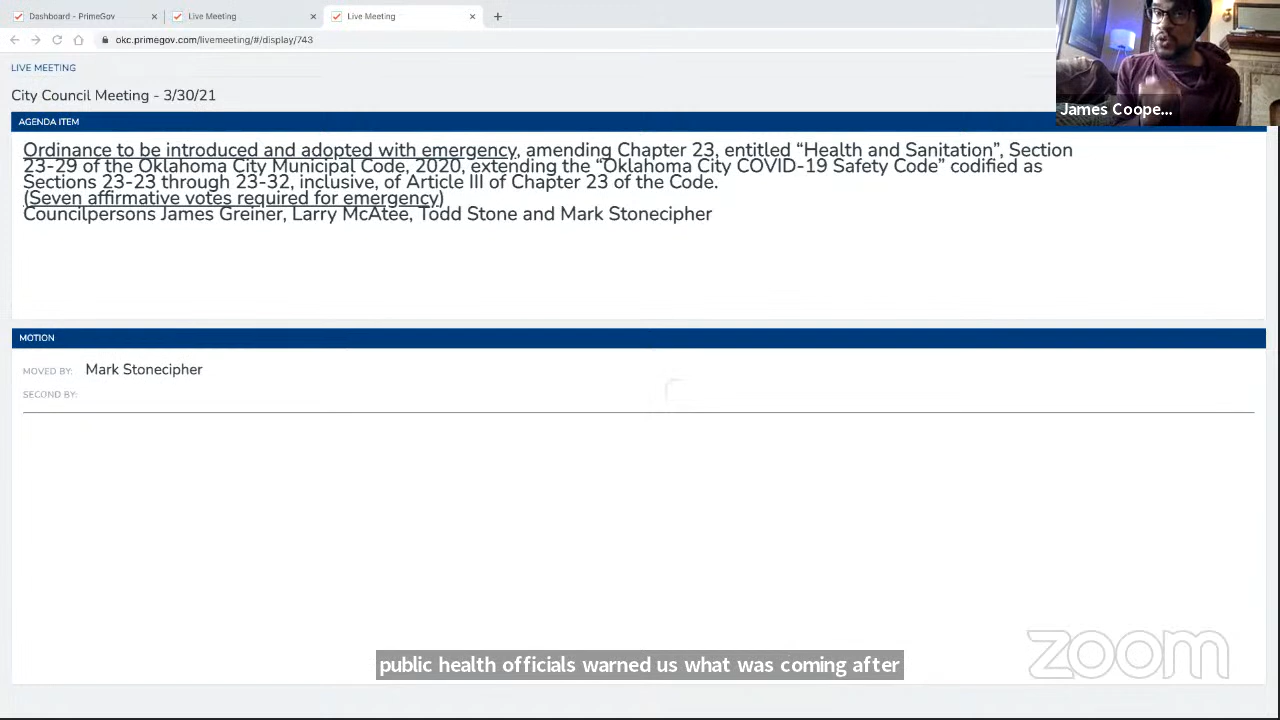 Dashboard - PrimeGov
Live Meeting
Live Meeting
okc.primegov.com/livemeeting/#/display/743
LIVE MEETING
City Council Meeting - 3/30/21
James Coope...
AGENDA ITEM
Ordinance to be introduced and adopted with emergency, amending Chapter 23, entitled “Health and Sanitation”, Section
23-29 of the Oklahoma City Municipal Code, 2020, extending the “Oklahoma City COVID-19 Safety Code” codified as
Sections 23-23 through 23-32, inclusive, of Article III of Chapter 23 of the Code.
(Seven affirmative votes required for emergency)
Councilpersons James Greiner, Larry McAtee, Todd Stone and Mark Stonecipher
MOTION
MOVED BY: Mark Stonecipher
SECOND BY:
public health officials warned us what was coming after
zoom